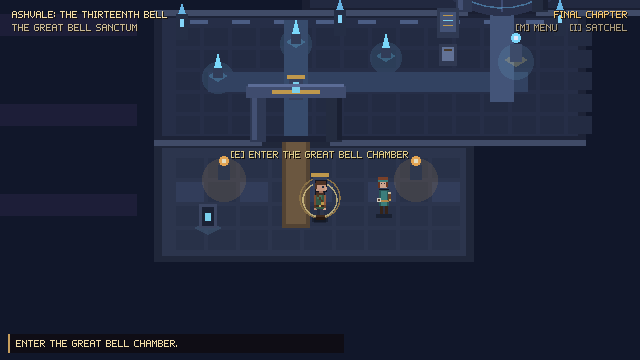 ASHVALE: THE THIRTEENTH BELL
THE GREAT BELL SANCTUM
FINAL CHAPTER
[M] MENU [I] SATCHEL
[E] ENTER THE GREAT BELL CHAMBER
ENTER THE GREAT BELL CHAMBER.